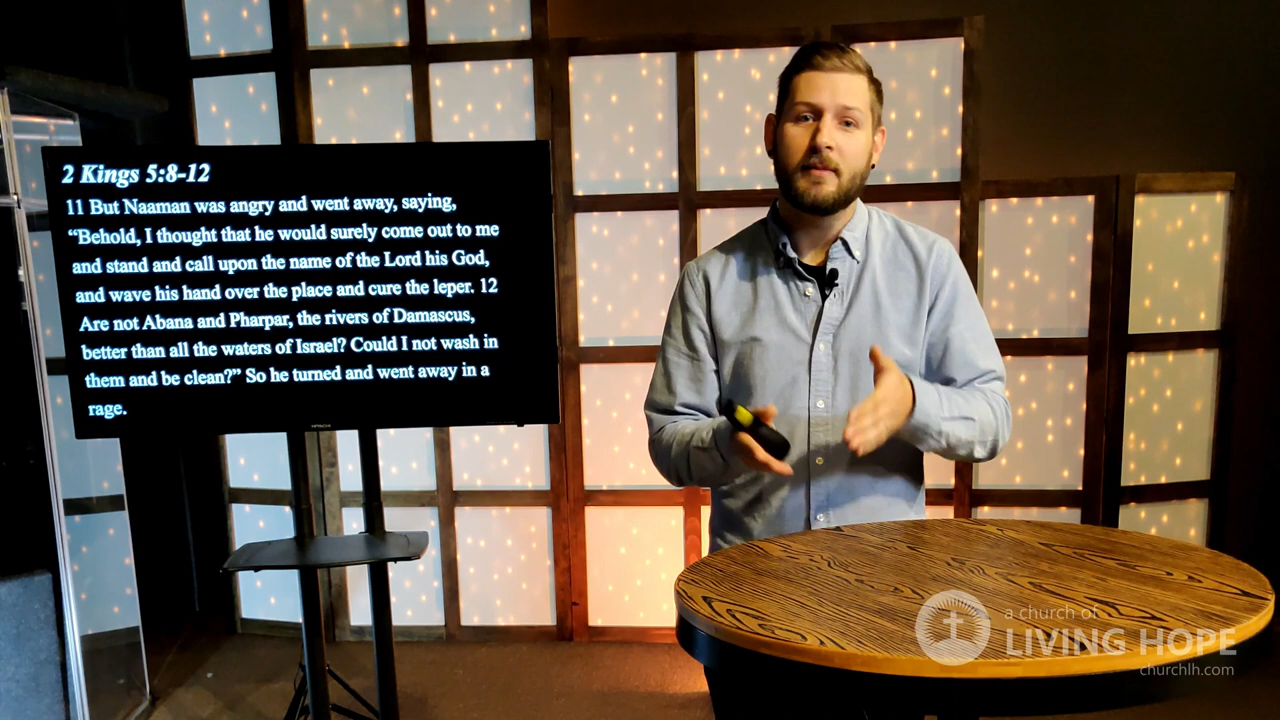 2 Kings 5:8-12
11 But Naaman was angry and went away, saying,
“Behold, I thought that he would surely come out to me
and stand and call upon the name of the Lord his God,
and wave his hand over the place and cure the leper. 12
Are not Abana and Pharpar, the rivers of Damascus,
better than all the waters of Israel? Could I not wash in
them and be clean?” So he turned and went away in a
rage.
HITACHI
a church of
LIVING HOPE
churchlh.com